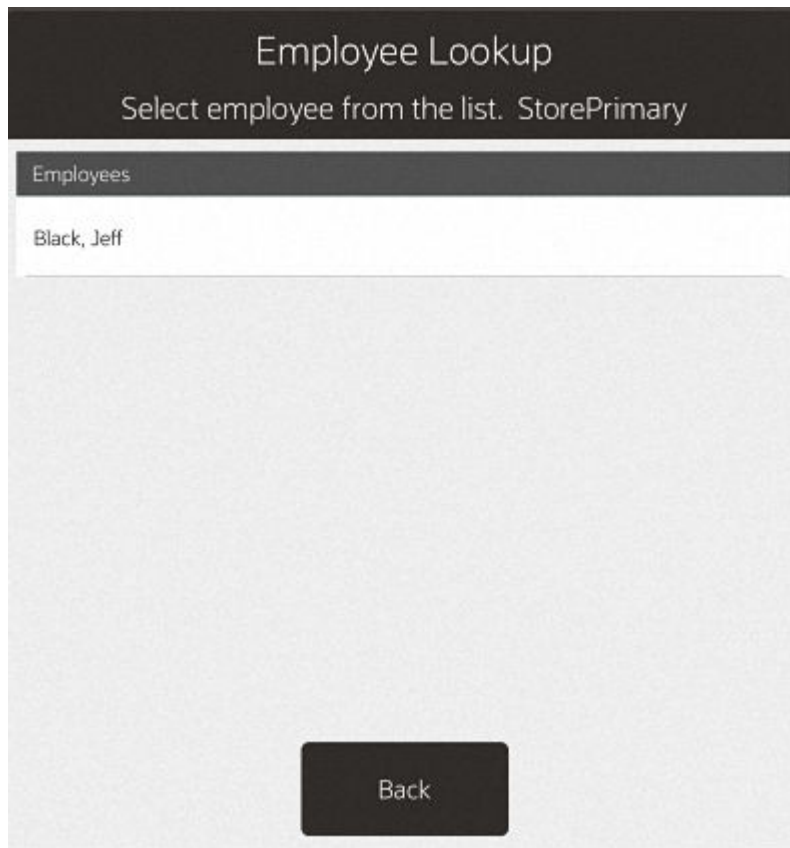 Employee Lookup
Select employee from the list. StorePrimary
Employees
Black, Jeff
Back